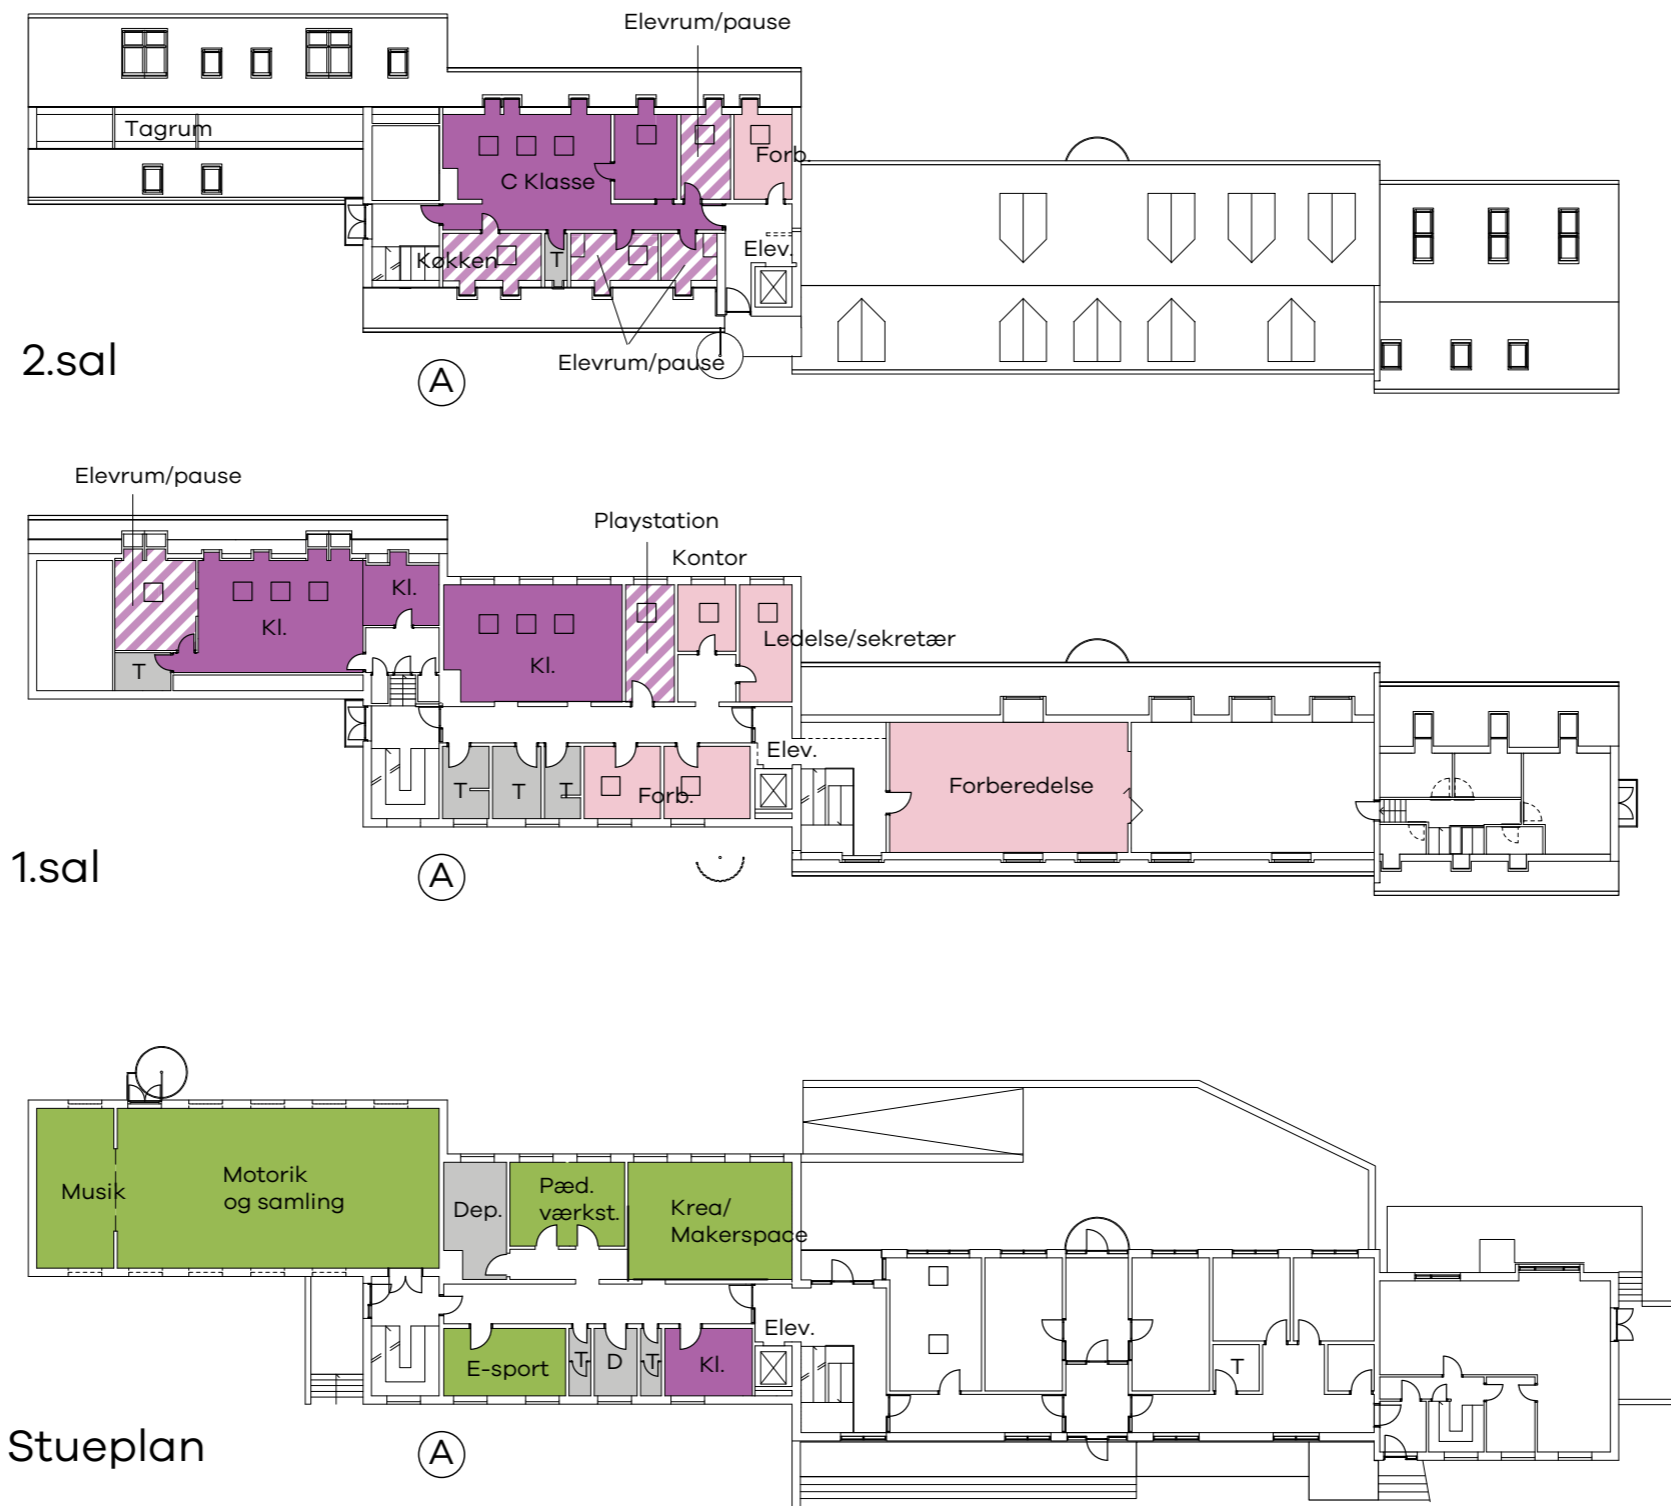 Elevrum/pause
Tagrum
Forb.
C Klasse
Elev.
Køkken
T
Elevrum/pause
2.sal
A
Elevrum/pause
Playstation
Kontor
Kl.
Kl.
Ledelse/sekretær
Kl.
T
Elev.
Forberedelse
T
T
T
Forb.
1.sal
A
Motorik
og samling
Musik
Pæd.
værkst.
Dep.
Krea/
Makerspace
Elev.
E-sport
T
D
T
Kl.
T
Stueplan
A